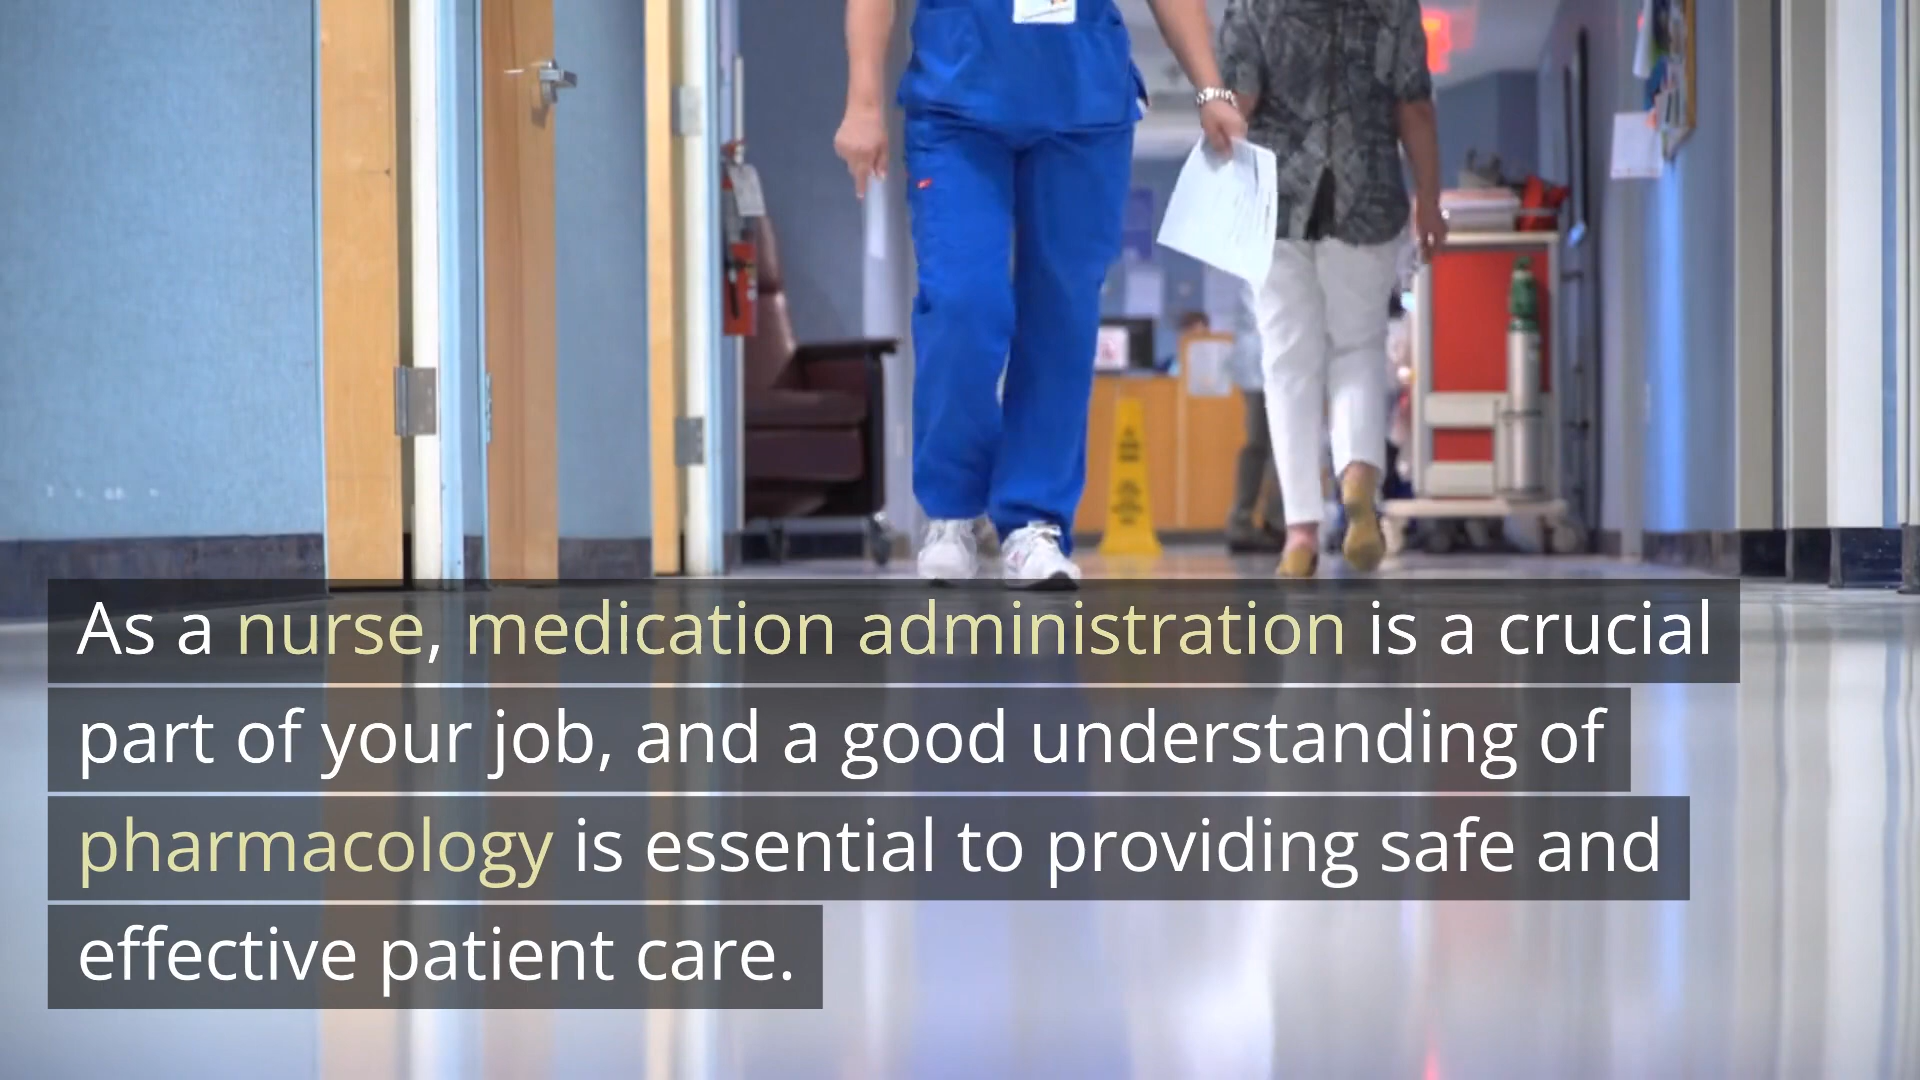 As a nurse, medication administration is a crucial
part of your job, and a good understanding of
pharmacology is essential to providing safe and
effective patient care.